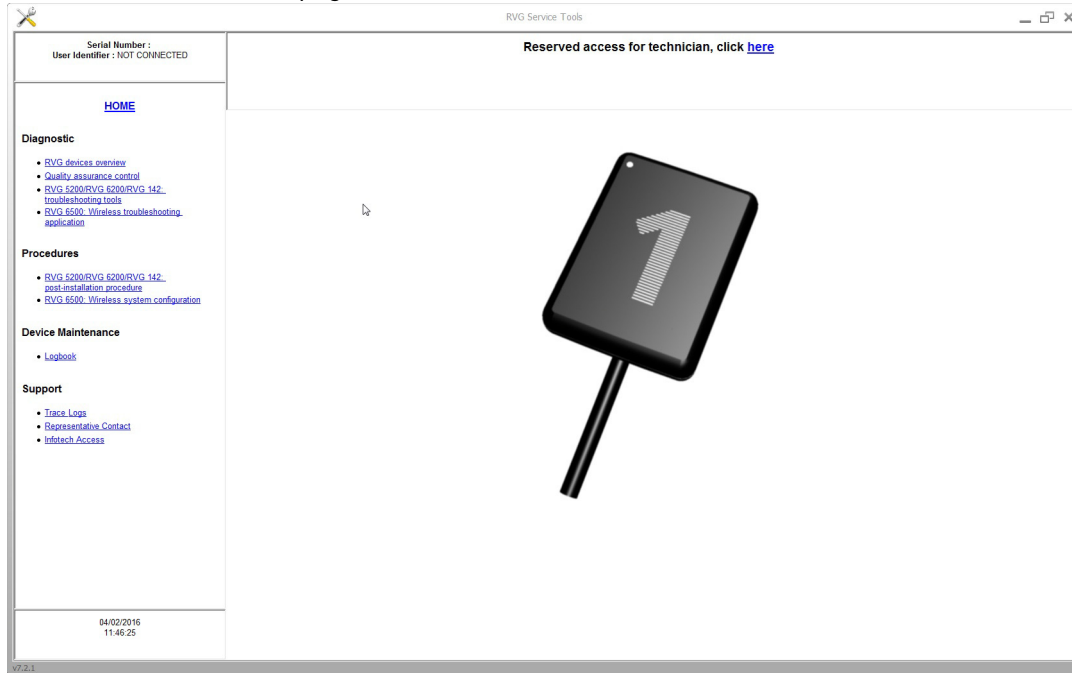 RVG Service Tools
Serial Number :
User Identifier : NOT CONNECTED
Reserved access for technician, click here
HOME
Diagnostic
RVG devices overview
Quality assurance control
RVG 5200/RVG 6200/RVG 142:
troubleshooting tools
RVG 6500: Wireless troubleshooting
application
Procedures
RVG 5200/RVG 6200/RVG 142:
post-installation procedure
RVG 6500: Wireless system configuration
Device Maintenance
Logbook
Support
Trace Logs
Representative Contact
Infotech Access
1
04/02/2016
11:46:25
v7.2.1